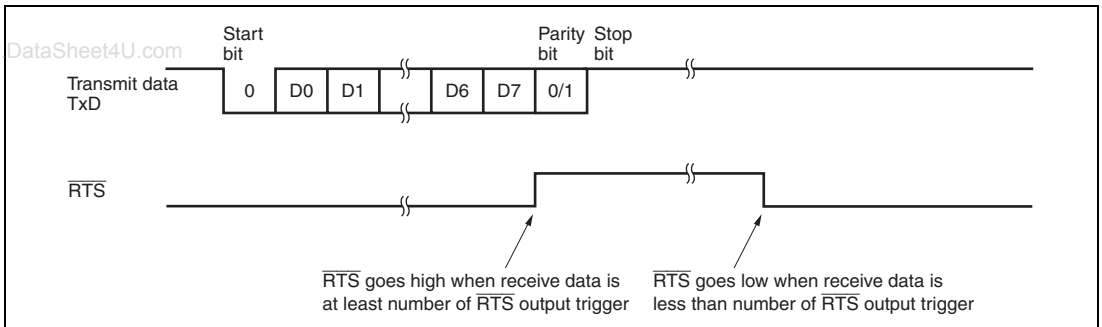 DataSheet4U.com
Start bit
Parity bit
Stop bit
Transmit data TxD
0 D0 D1 D6 D7 0/1
RTS
RTS goes high when receive data is
at least number of RTS output trigger
RTS goes low when receive data is
less than number of RTS output trigger